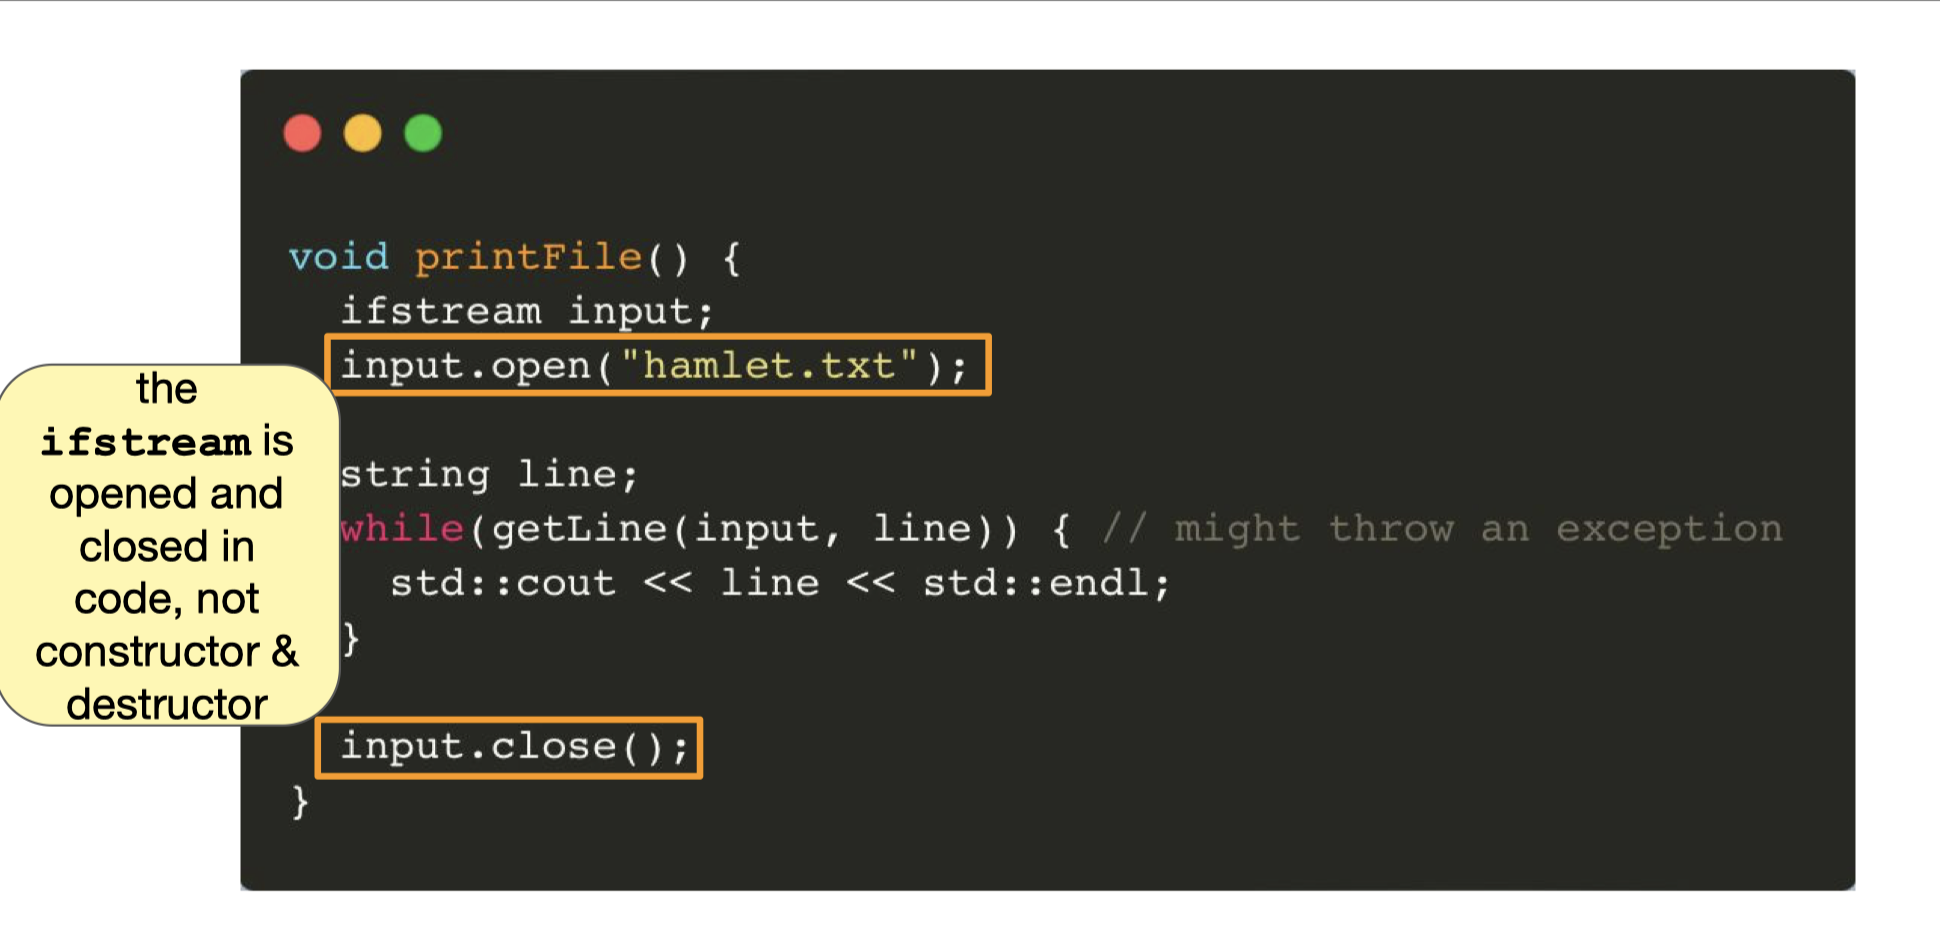 void printFile() {
ifstream input;
input.open("hamlet.txt");
string line;
while(getLine(input, line)) { // might throw an exception
std::cout << line << std::endl;
}
input.close();
}
the
ifstream is
opened and
closed in
code, not
constructor &
destructor